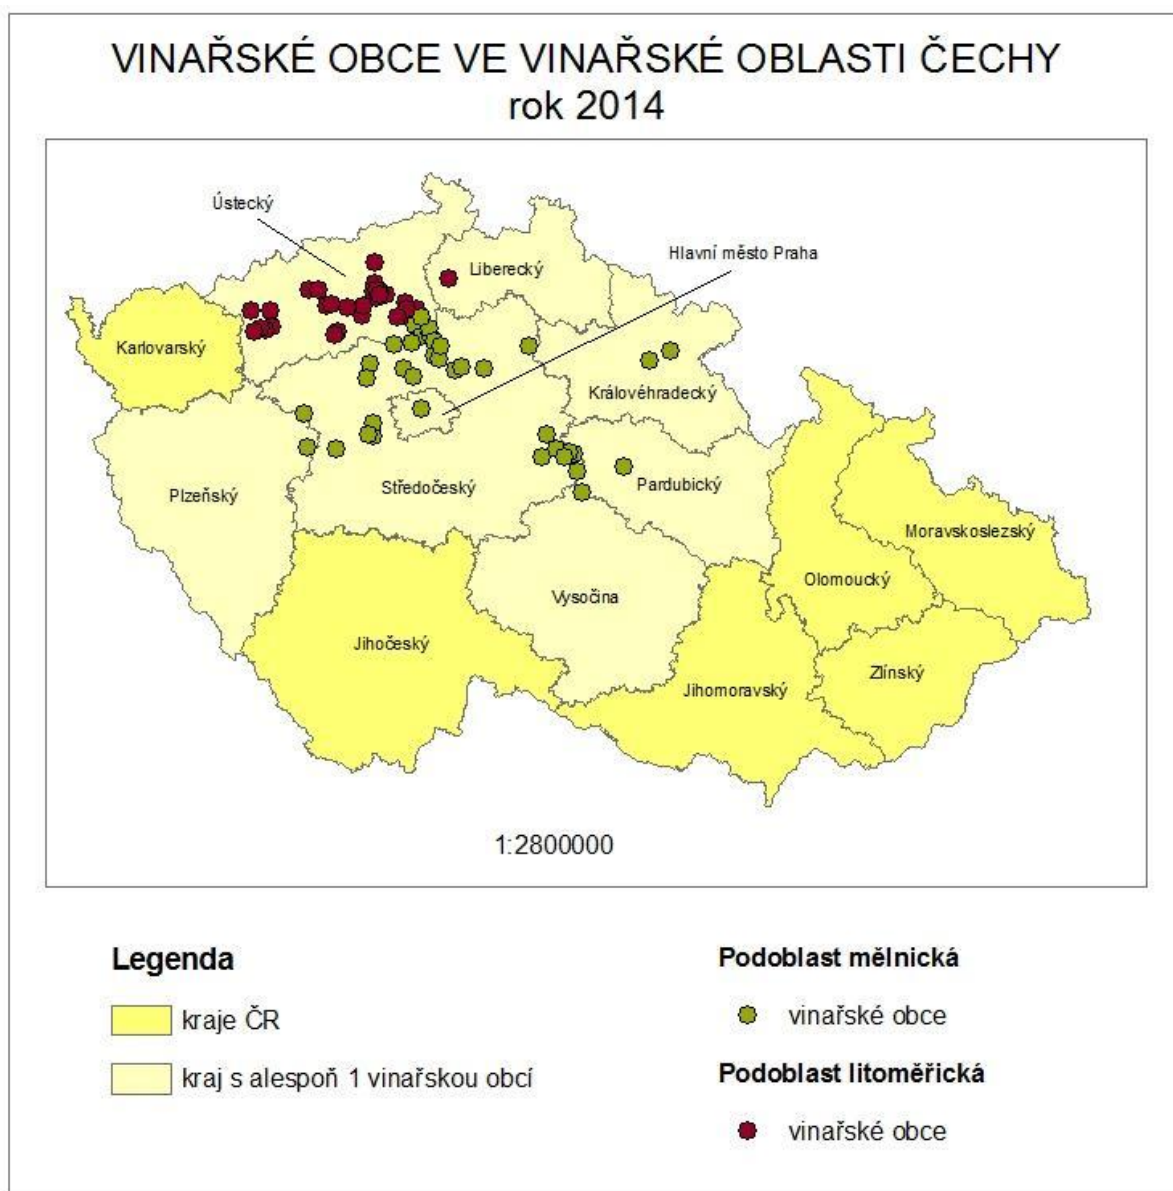 VINAŘSKÉ OBCE VE VINAŘSKÉ OBLASTI ČECHY
rok 2014
Ústecký
Hlavní město Praha
Liberecký
Karlovarský
Královéhradecký
Plzeňský
Středočeský
Pardubický
Moravskoslezský
Olomoucký
Vysočina
Jihočeský
Zlínský
Jihomoravský
1:2800000
Legenda
kraje ČR
kraj s alespoň 1 vinařskou obcí
Podoblast mělnická
vinařské obce
Podoblast litoměřická
vinařské obce